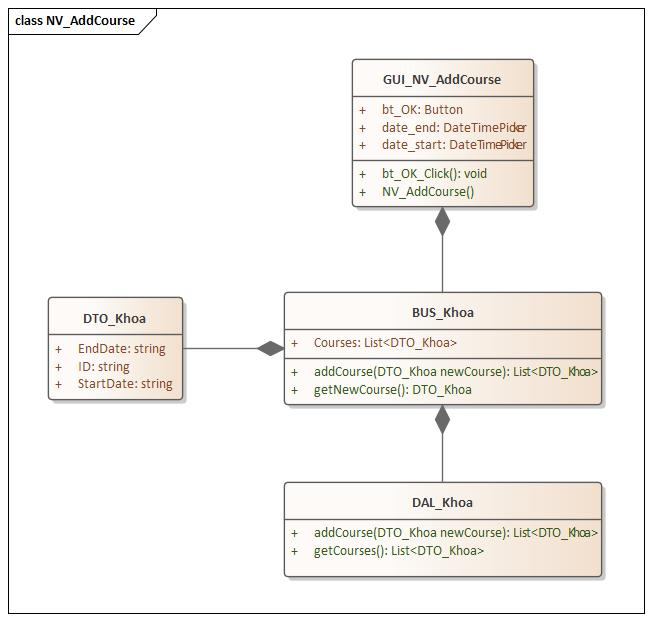 class NV_AddCourse
GUI_NV_AddCourse
+ bt_OK: Button
+ date_end: DateTimePicker
+ date_start: DateTimePicker
+ bt_OK_Click(): void
+ NV_AddCourse()
DTO_Khoa
+ EndDate: string
+ ID: string
+ StartDate: string
BUS_Khoa
+ Courses: List<DTO_Khoa>
+ addCourse(DTO_Khoa newCourse): List<DTO_Khoa>
+ getNewCourse(): DTO_Khoa
DAL_Khoa
+ addCourse(DTO_Khoa newCourse): List<DTO_Khoa>
+ getCourses(): List<DTO_Khoa>